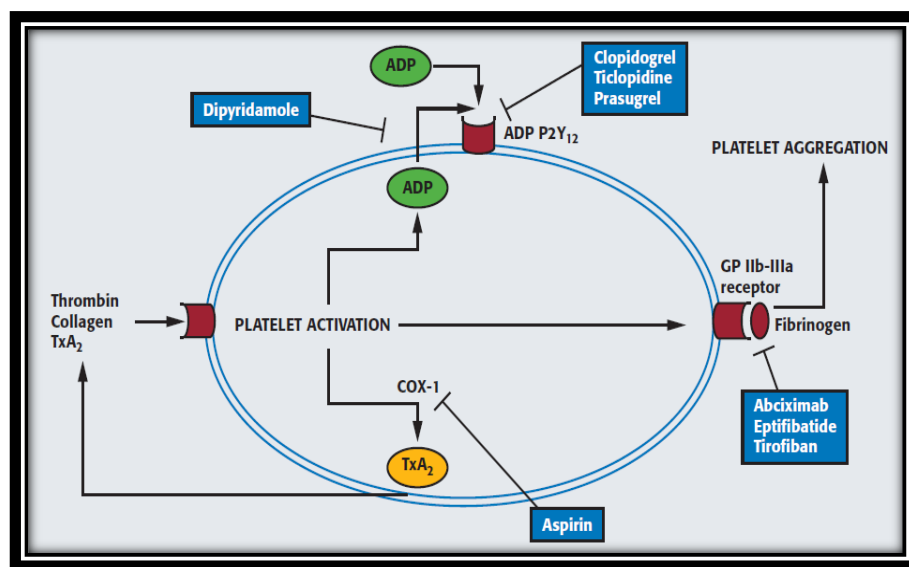 ADP
Clopidogrel
Ticlopidine
Prasugrel
Dipyridamole
ADP P2Y₁₂
PLATELET AGGREGATION
ADP
GP IIb-IIIa
receptor
Thrombin
Collagen
TxA₂
PLATELET ACTIVATION
Fibrinogen
COX-1
Abciximab
Eptifibatide
Tirofiban
TxA₂
Aspirin